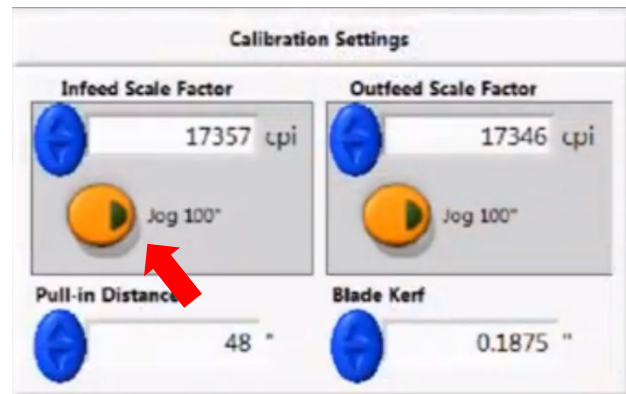 Calibration Settings
Infeed Scale Factor
17357 cpi
Jog 100"
Outfeed Scale Factor
17346 cpi
Jog 100"
Pull-in Distance
48 "
Blade Kerf
0.1875 "